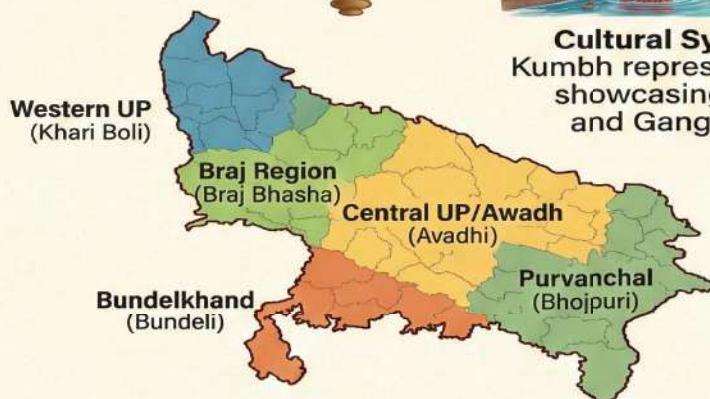 Cultural Sy
Kumbh repres
showcasing
and Gang
Western UP
(Khari Boli)
Braj Region
(Braj Bhasha)
Central UP/Awadh
(Avadhi)
Purvanchal
(Bhojpuri)
Bundelkhand
(Bundeli)